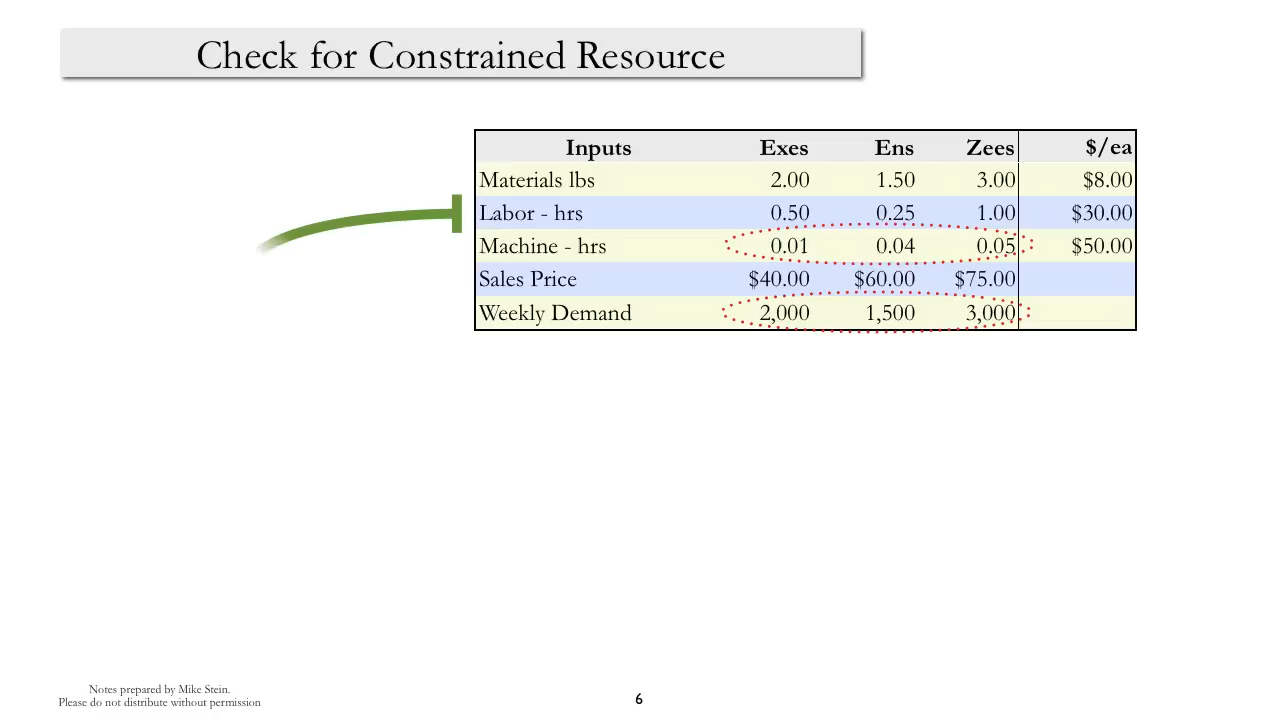 Check for Constrained Resource
Inputs Exes Ens Zees $/ea
Materials lbs 2.00 1.50 3.00 $8.00
Labor - hrs 0.50 0.25 1.00 $30.00
Machine - hrs 0.01 0.04 0.05 $50.00
Sales Price $40.00 $60.00 $75.00
Weekly Demand 2,000 1,500 3,000
Notes prepared by Mike Stein.
Please do not distribute without permission
6